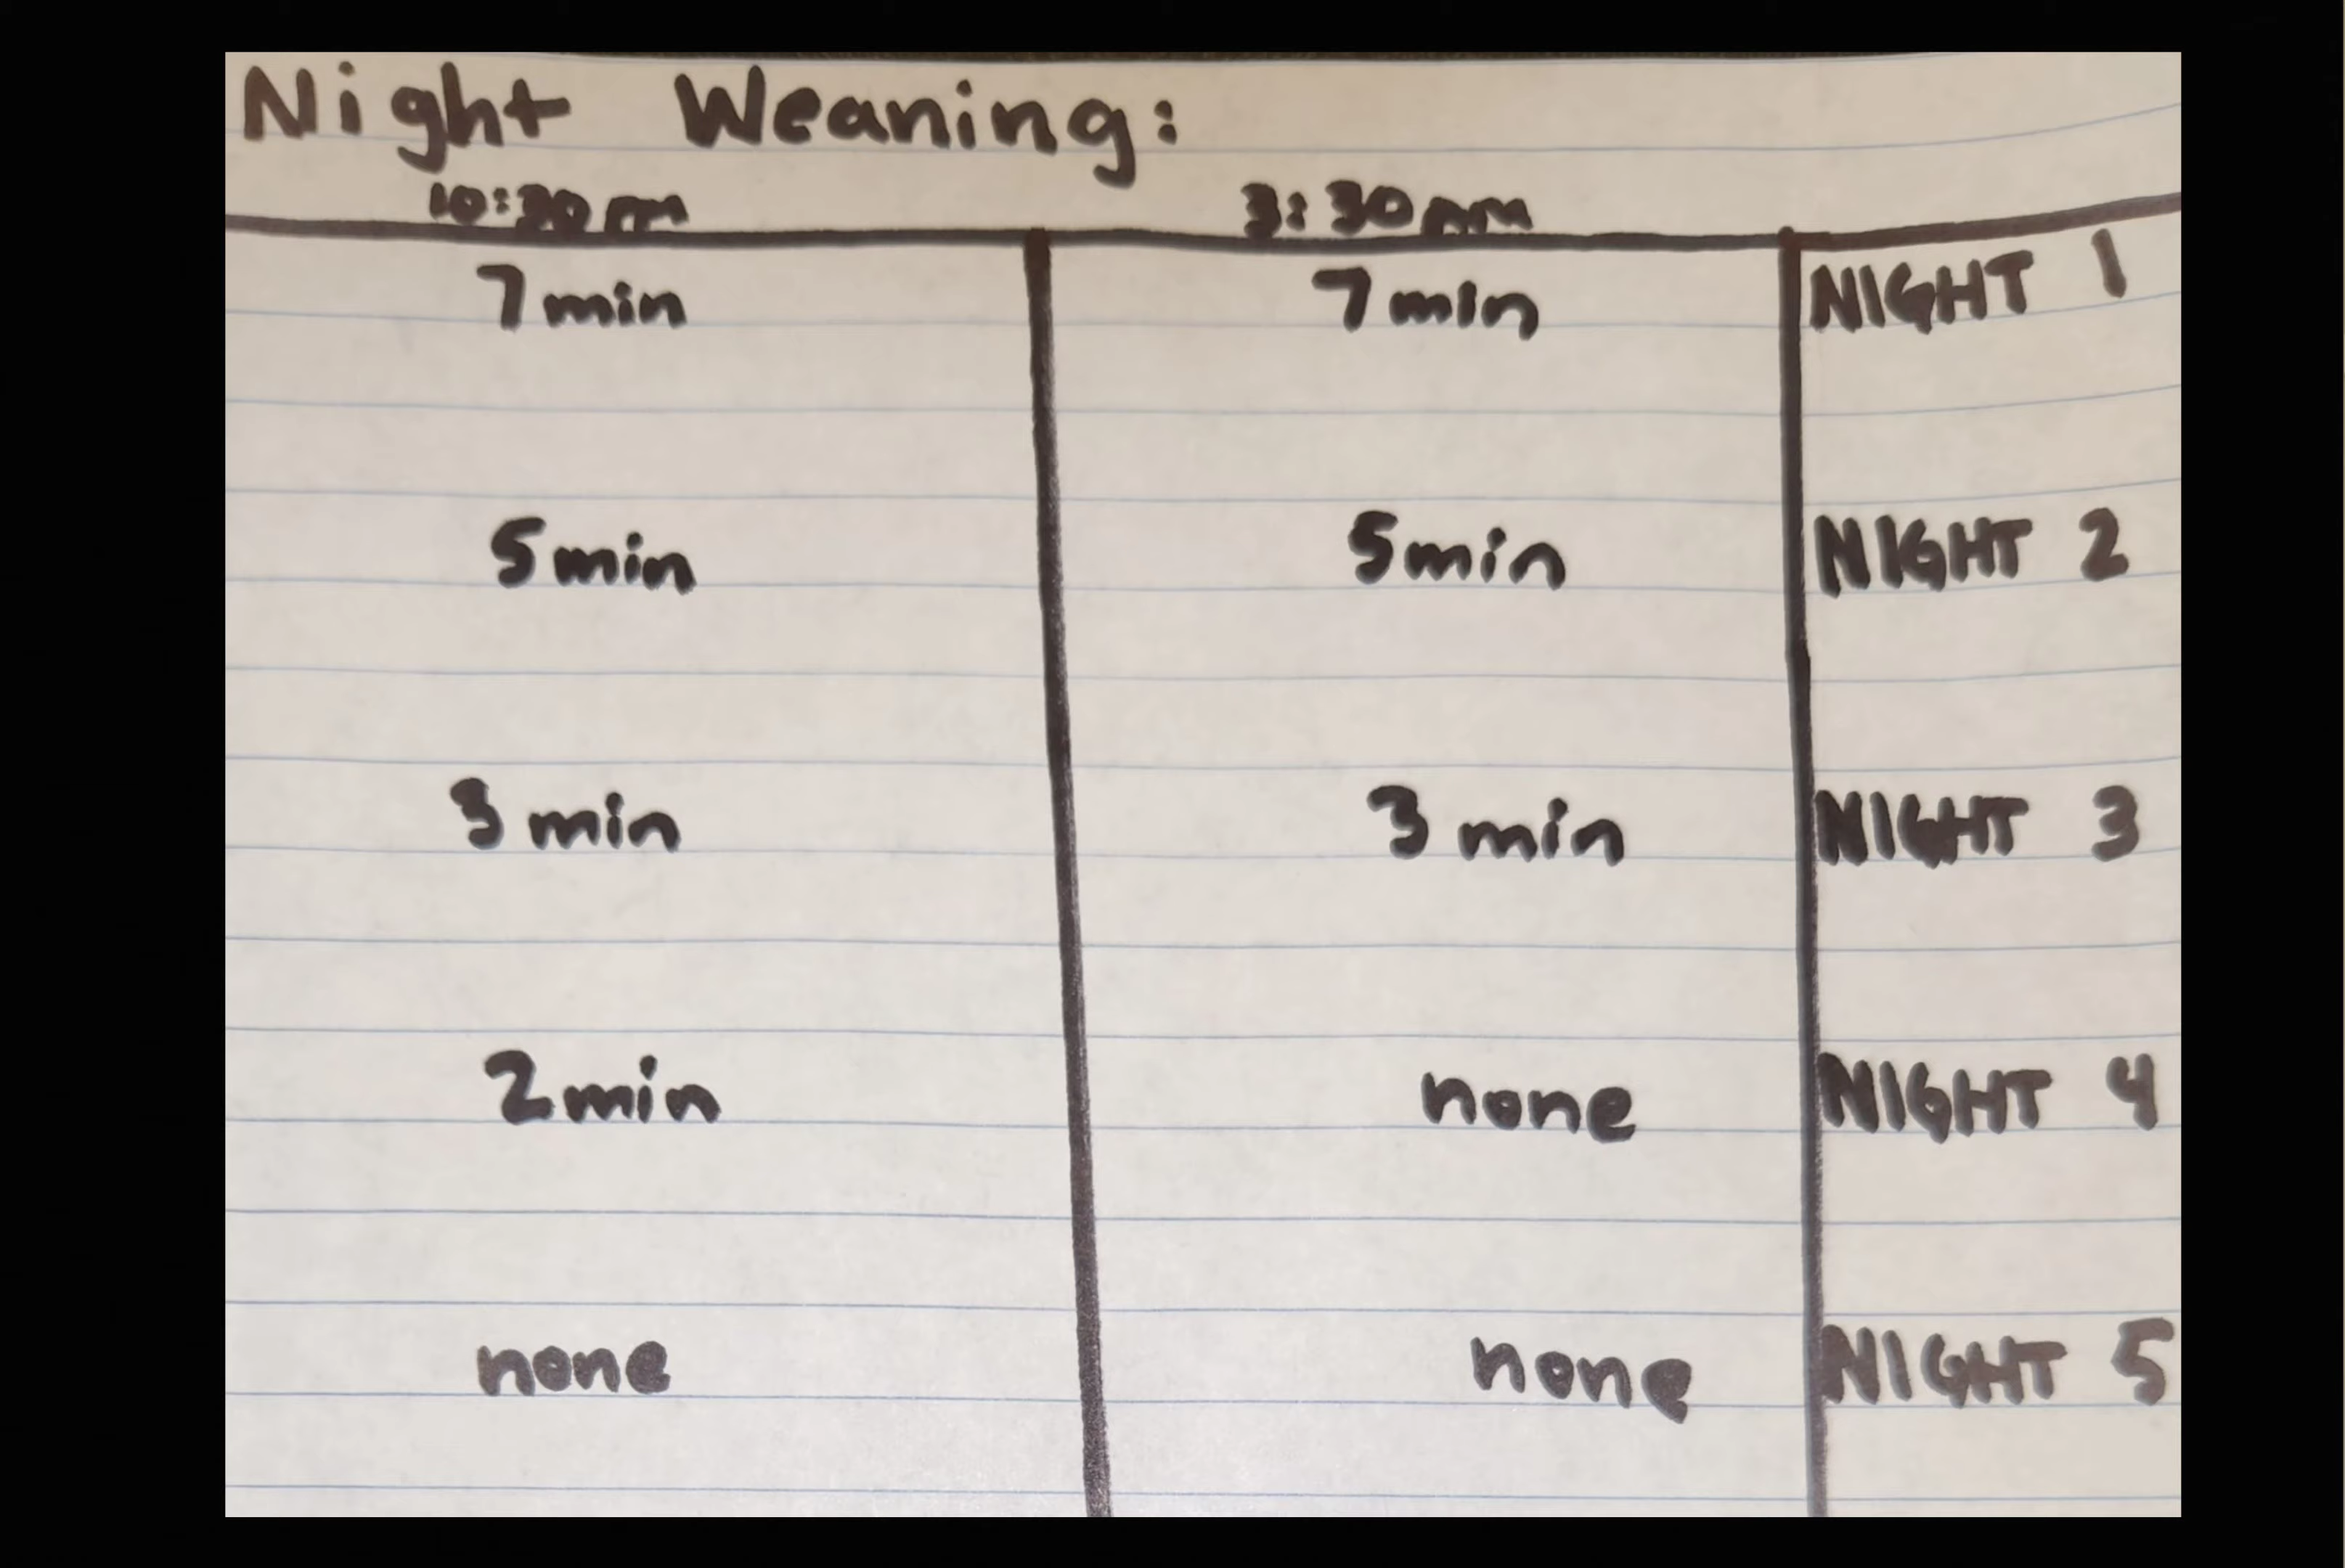 Night Weaning:
10:30pm 3:30am
7min 7min NIGHT 1
5min 5min NIGHT 2
3 min 3 min NIGHT 3
2min none NIGHT 4
none none NIGHT 5